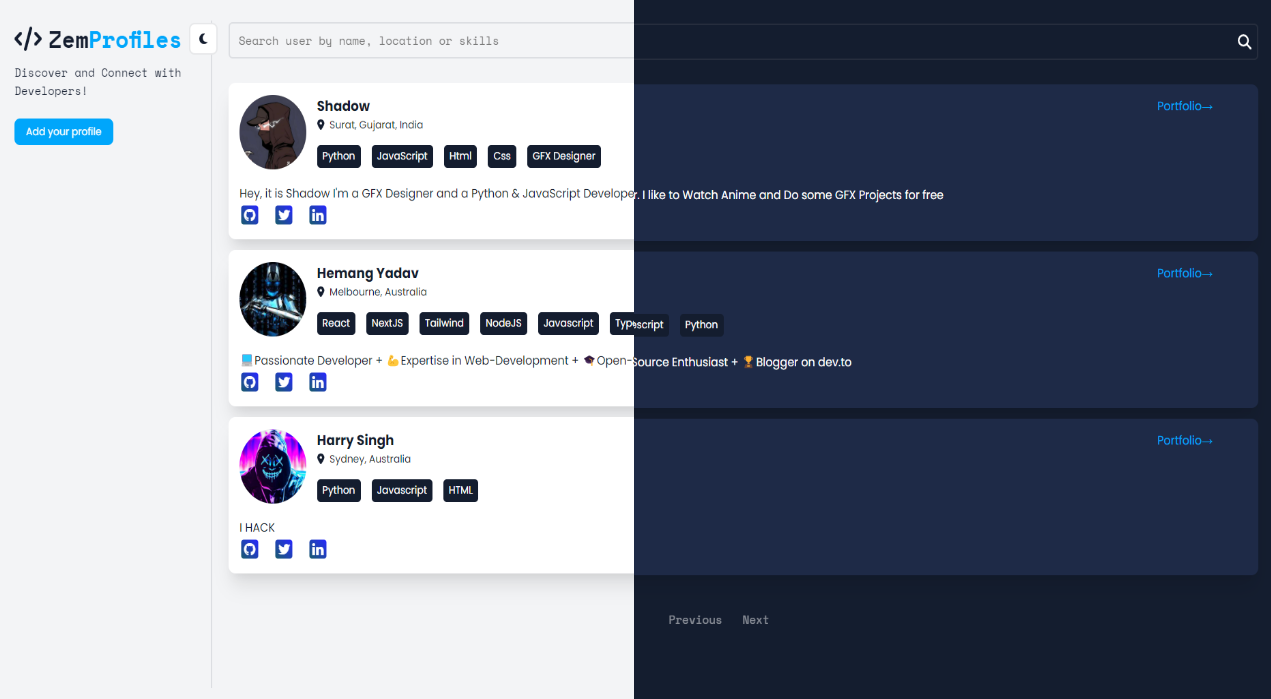 </> ZemProfiles
Discover and Connect with
Developers!
Add your profile
Search user by name, location or skills
Shadow
Portfolio→
Surat, Gujarat, India
Python JavaScript Html Css GFX Designer
Hey, it is Shadow I'm a GFX Designer and a Python & JavaScript Developer. I like to Watch Anime and Do some GFX Projects for free
Hemang Yadav
Portfolio→
Melbourne, Australia
React NextJS Tailwind NodeJS Javascript Typescript Python
💻Passionate Developer + 💪Expertise in Web-Development + 🎓Open-Source Enthusiast + 🏆Blogger on dev.to
Harry Singh
Portfolio→
Sydney, Australia
Python Javascript HTML
I HACK
Previous Next